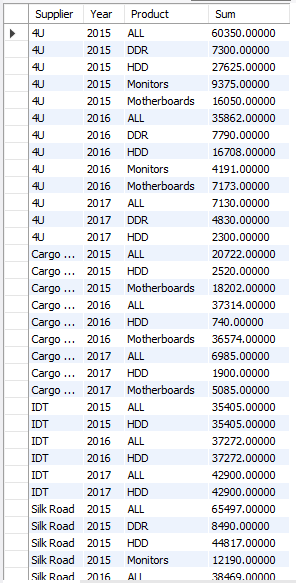 Supplier Year Product Sum
4U 2015 ALL 60350.00000
4U 2015 DDR 7300.00000
4U 2015 HDD 27625.00000
4U 2015 Monitors 9375.00000
4U 2015 Motherboards 16050.00000
4U 2016 ALL 35862.00000
4U 2016 DDR 7790.00000
4U 2016 HDD 16708.00000
4U 2016 Monitors 4191.00000
4U 2016 Motherboards 7173.00000
4U 2017 ALL 7130.00000
4U 2017 DDR 4830.00000
4U 2017 HDD 2300.00000
Cargo ... 2015 ALL 20722.00000
Cargo ... 2015 HDD 2520.00000
Cargo ... 2015 Motherboards 18202.00000
Cargo ... 2016 ALL 37314.00000
Cargo ... 2016 HDD 740.00000
Cargo ... 2016 Motherboards 36574.00000
Cargo ... 2017 ALL 6985.00000
Cargo ... 2017 HDD 1900.00000
Cargo ... 2017 Motherboards 5085.00000
IDT 2015 ALL 35405.00000
IDT 2015 HDD 35405.00000
IDT 2016 ALL 37272.00000
IDT 2016 HDD 37272.00000
IDT 2017 ALL 42900.00000
IDT 2017 HDD 42900.00000
Silk Road 2015 ALL 65497.00000
Silk Road 2015 DDR 8490.00000
Silk Road 2015 HDD 44817.00000
Silk Road 2015 Monitors 12190.00000
Silk Road 2016 ALL 38469.00000